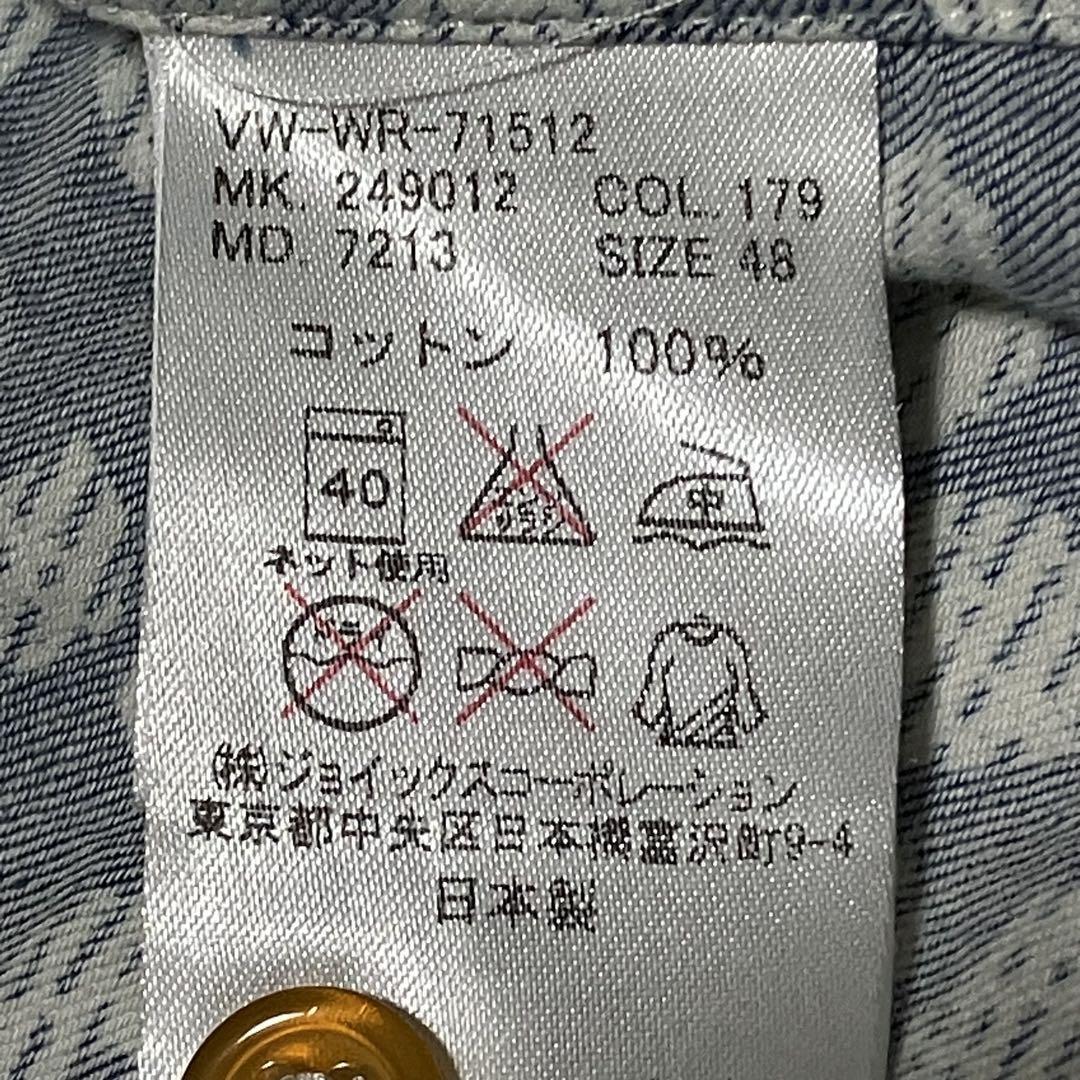 VW-WR-71512
MK. 249012 COL. 179
MD. 7213 SIZE 48
コットン 100%
40
中
ネット使用
(株)ジョイックスコーポレーション
東京都中央区日本橋富沢町9-4
日本製